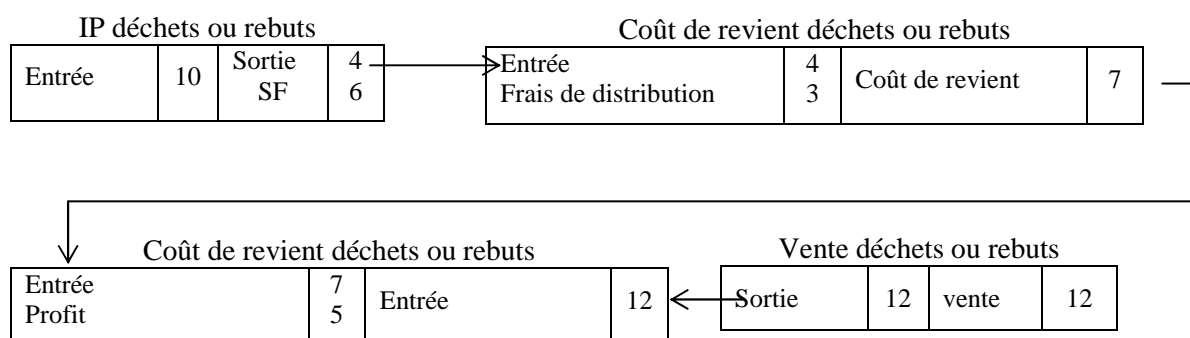 IP déchets ou rebuts
Entrée 10 Sortie 4
SF 6
Coût de revient déchets ou rebuts
Entrée 4 Coût de revient 7
Frais de distribution 3
Coût de revient déchets ou rebuts
Entrée 7 Entrée 12
Profit 5
Vente déchets ou rebuts
Sortie 12 vente 12